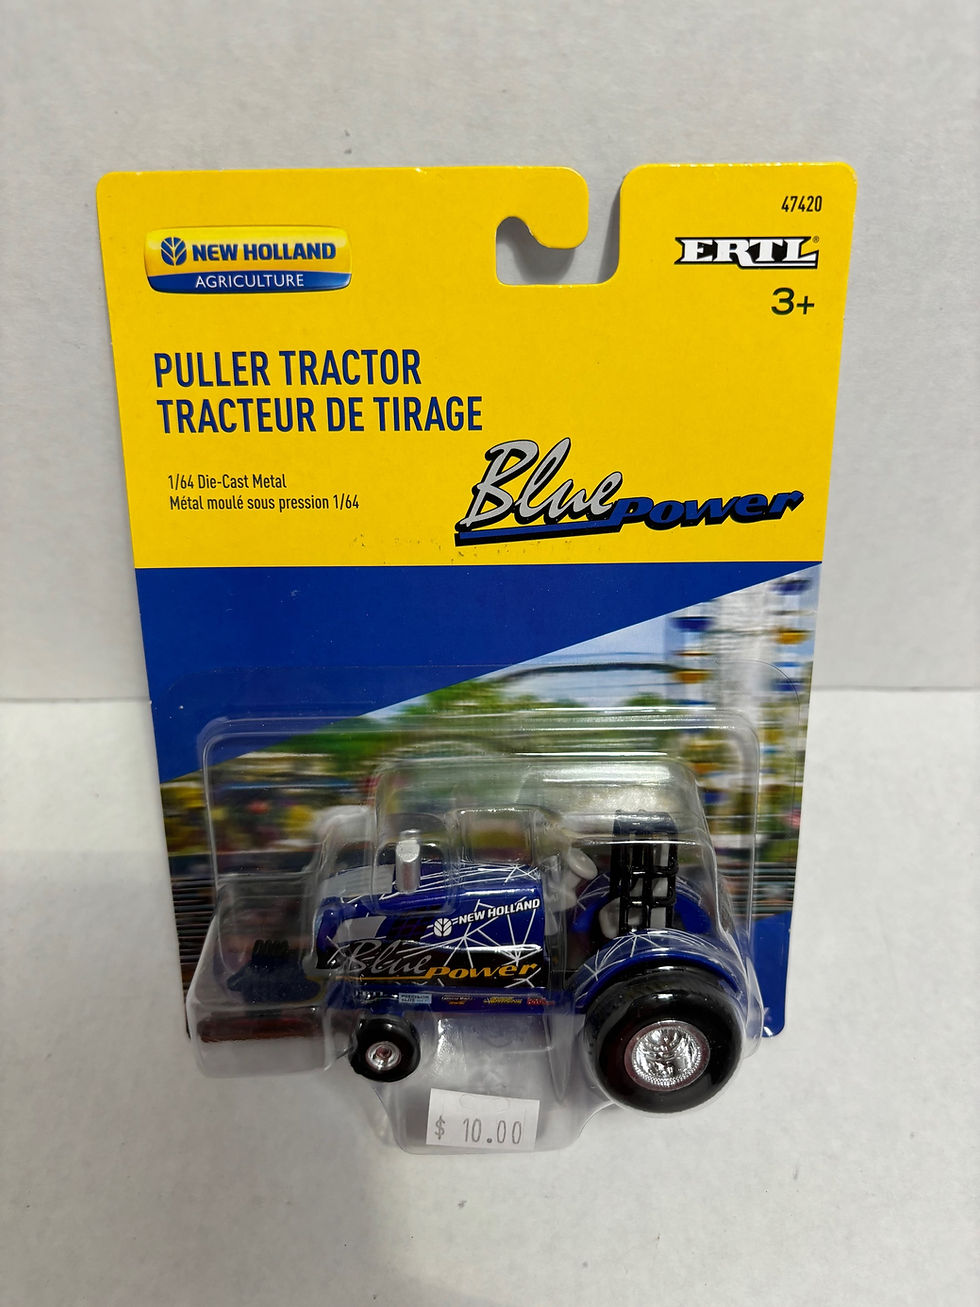 47420
NEW HOLLAND
AGRICULTURE
ERTL®
3+
PULLER TRACTOR
TRACTEUR DE TIRAGE
1/64 Die-Cast Metal
Métal moulé sous pression 1/64
Blue Power
NEW HOLLAND
Blue Power
$ 10.00